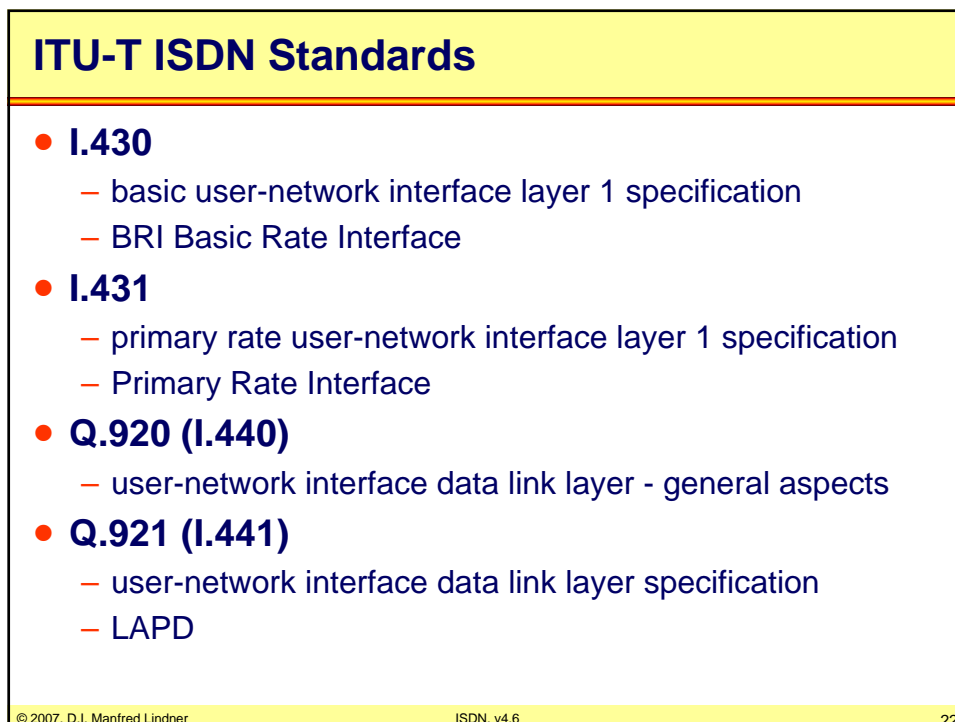 ITU-T ISDN Standards
• I.430
– basic user-network interface layer 1 specification
– BRI Basic Rate Interface
• I.431
– primary rate user-network interface layer 1 specification
– Primary Rate Interface
• Q.920 (I.440)
– user-network interface data link layer - general aspects
• Q.921 (I.441)
– user-network interface data link layer specification
– LAPD
© 2007, D.I. Manfred Lindner
ISDN, v4.6
22